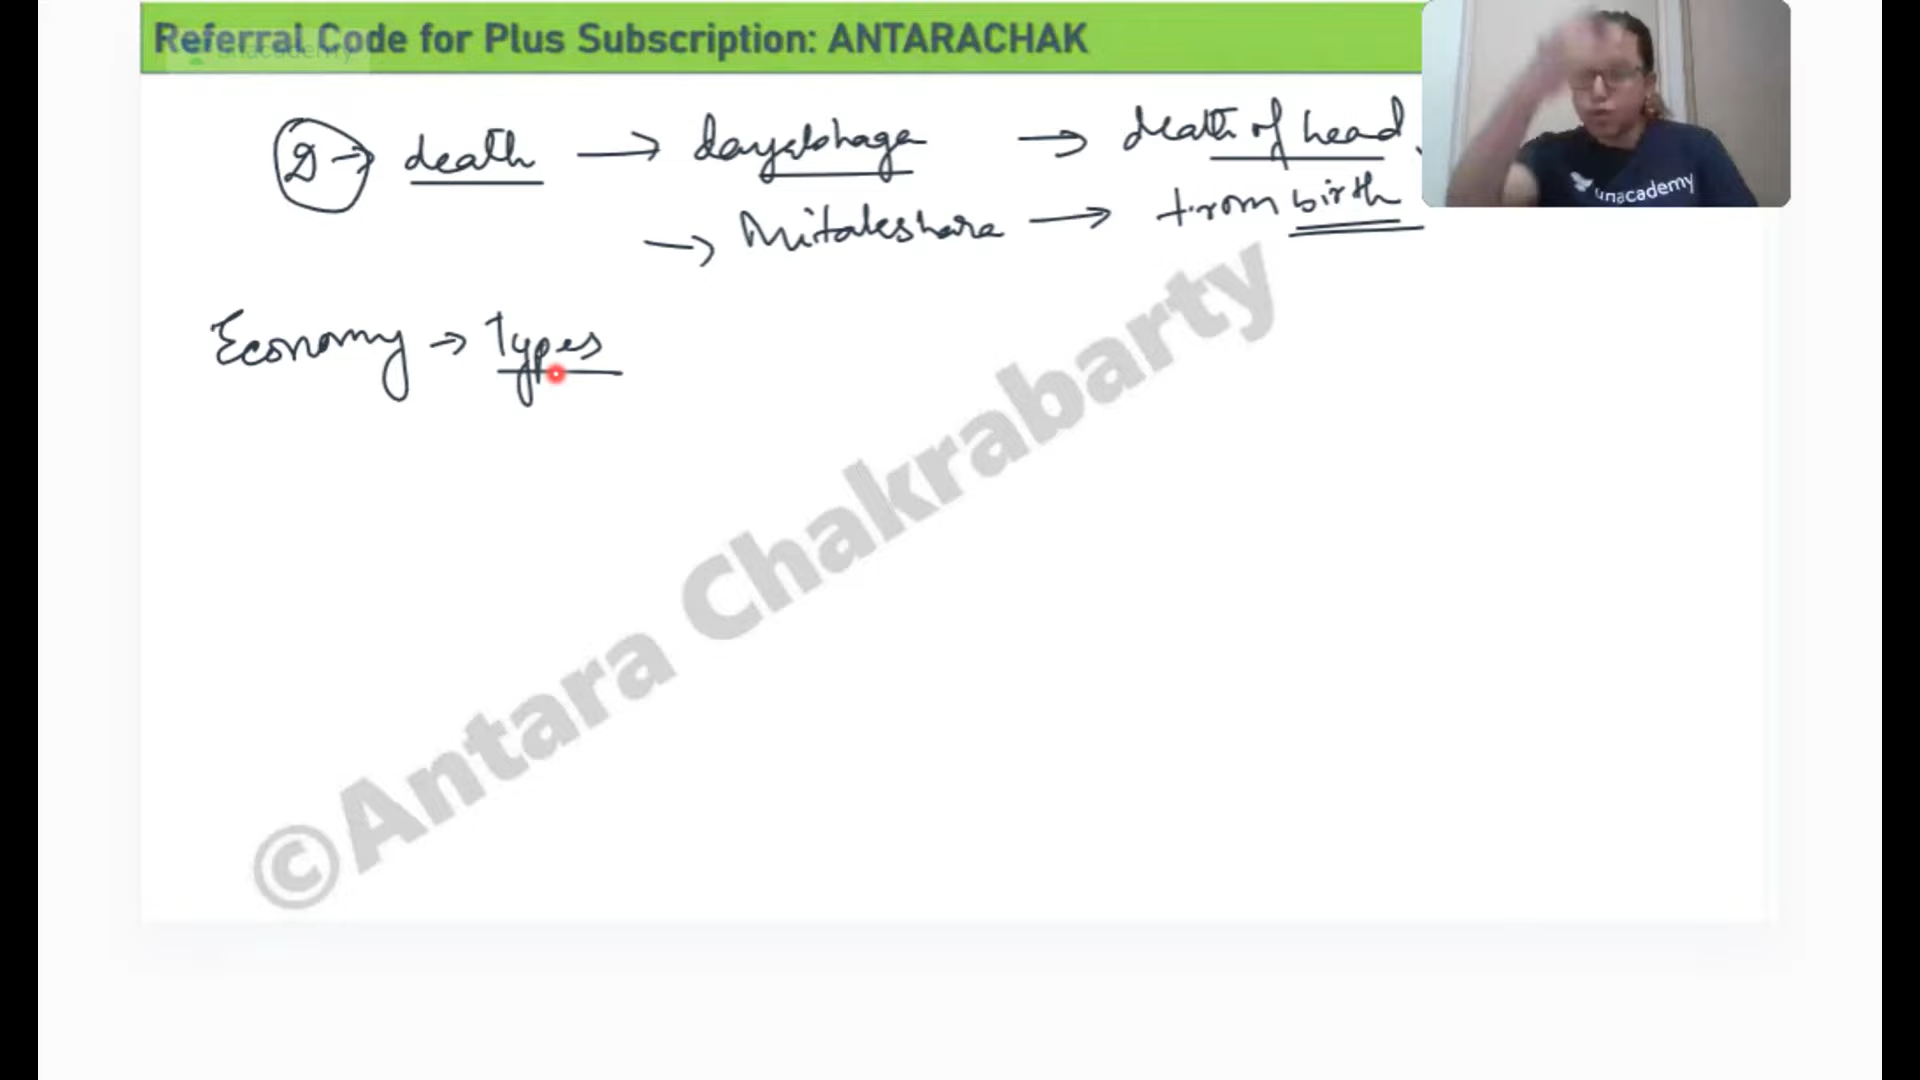 Referral Code for Plus Subscription: ANTARACHAK
unacademy
D → death → dayabhaga → death of head.
→ Mitakshara → from birth
unacademy
Economy → Types
©Antara Chakrabarty